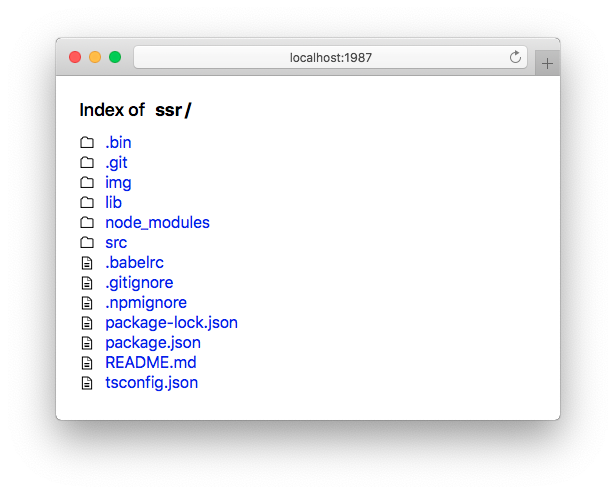 localhost:1987
Index of ssr/
.bin
.git
img
lib
node_modules
src
.babelrc
.gitignore
.npmignore
package-lock.json
package.json
README.md
tsconfig.json